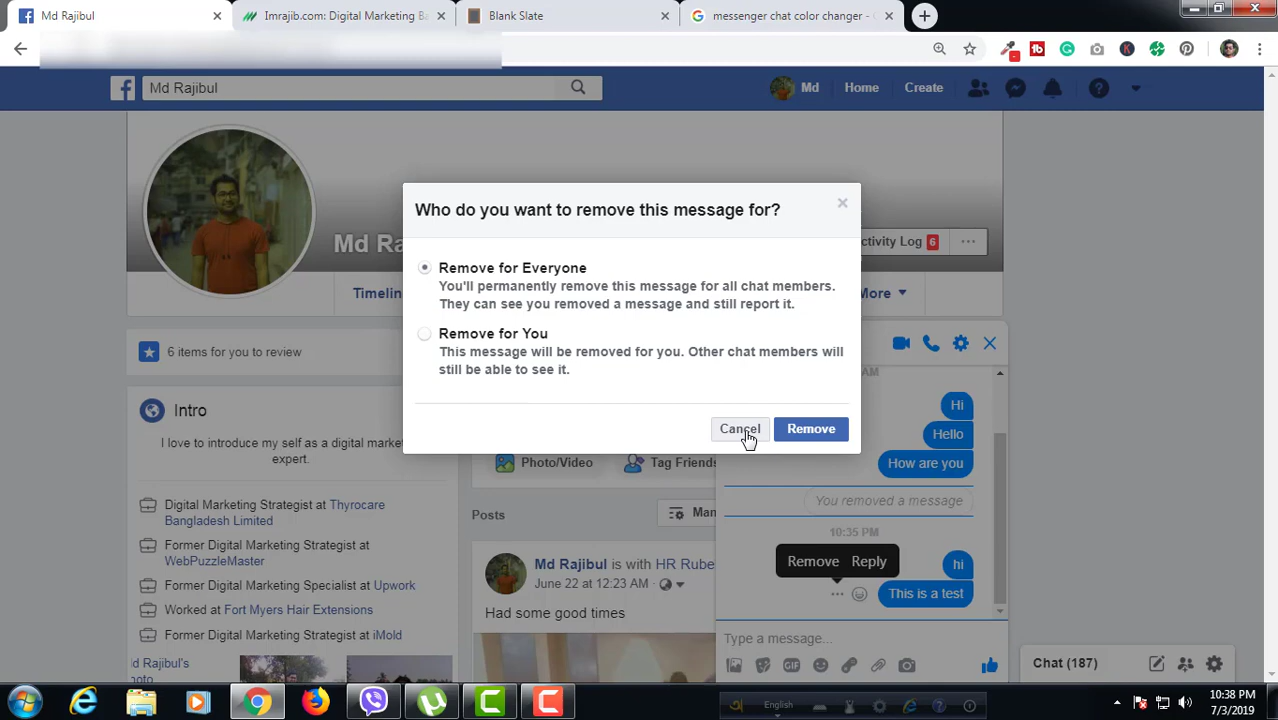 Md Rajibul
Imrajib.com: Digital Marketing Ba
Blank Slate
messenger chat color changer - G
Md Rajibul
Md
Home
Create
Md Ra
ctivity Log 6
Timelin
More
6 items for you to review
Intro
I love to introduce my self as a digital market
expert.
Digital Marketing Strategist at Thyrocare
Bangladesh Limited
Former Digital Marketing Strategist at
WebPuzzleMaster
Former Digital Marketing Specialist at Upwork
Worked at Fort Myers Hair Extensions
Former Digital Marketing Strategist at iMold
Md Rajibul's
hoto
Who do you want to remove this message for?
Remove for Everyone
You'll permanently remove this message for all chat members.
They can see you removed a message and still report it.
Remove for You
This message will be removed for you. Other chat members will
still be able to see it.
Cancel
Remove
Photo/Video
Tag Friends
Posts
Man
Md Rajibul is with HR Rube
June 22 at 12:23 AM
Had some good times
AM
Hi
Hello
How are you
You removed a message
10:35 PM
Remove Reply
hi
This is a test
Type a message...
GIF
Chat (187)
English
10:38 PM
7/3/2019